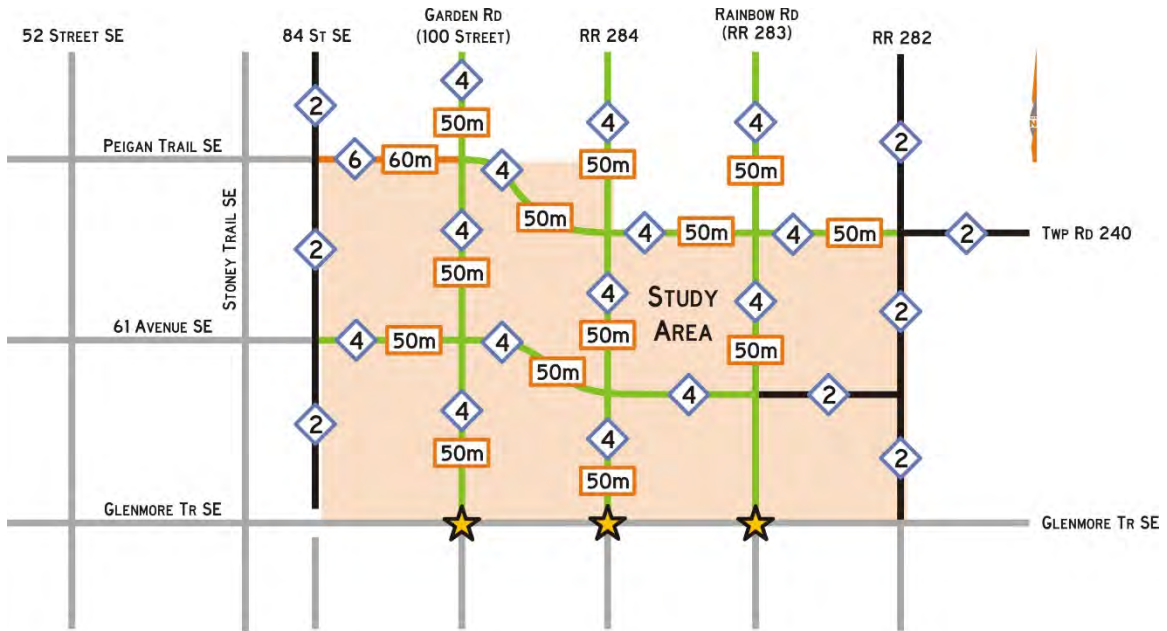 GARDEN RD
(100 STREET)
RAINBOW RD
(RR 283)
52 STREET SE
84 ST SE
RR 284
RR 282
4
2
50m
4
4
2
PEIGAN TRAIL SE
6
60m
4
50m
50m
50m
STONEY TRAIL SE
4
4
50m
4
50m
2
TWP RD 240
2
50m
4
STUDY
AREA
4
2
61 AVENUE SE
4
50m
4
50m
50m
50m
4
2
2
4
4
50m
50m
2
GLENMORE TR SE
GLENMORE TR SE